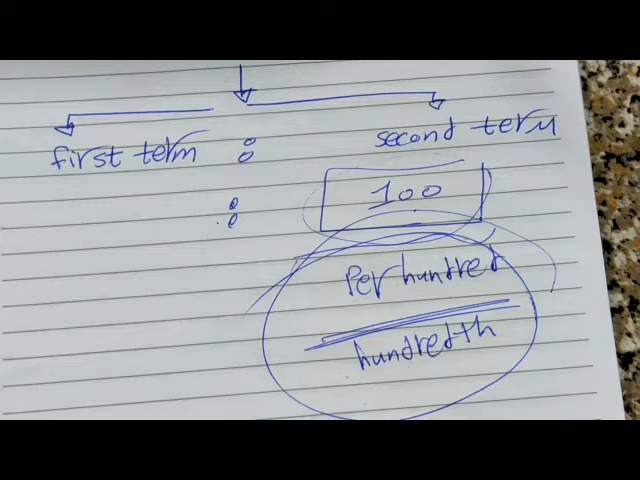 first term : second term
: 100
Per hundred
hundredth